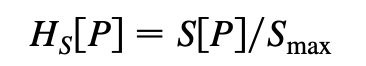 H_S[P] = S[P]/S_max